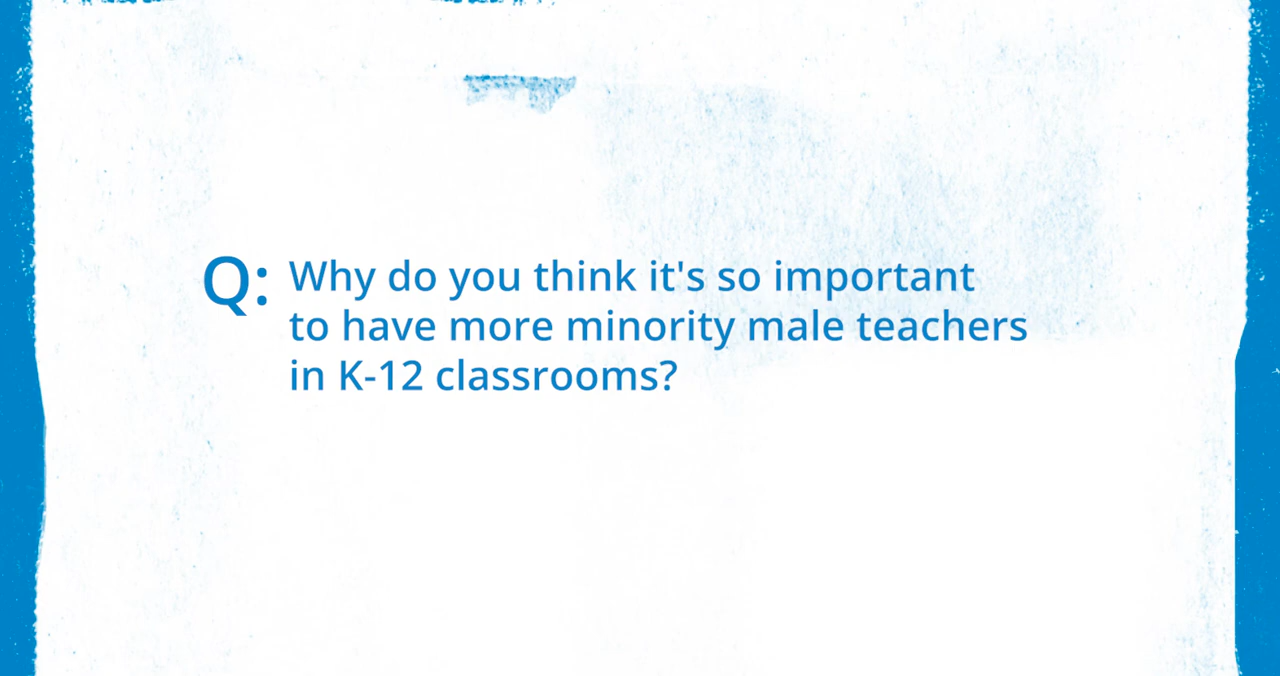 Q: Why do you think it's so important
to have more minority male teachers
in K-12 classrooms?